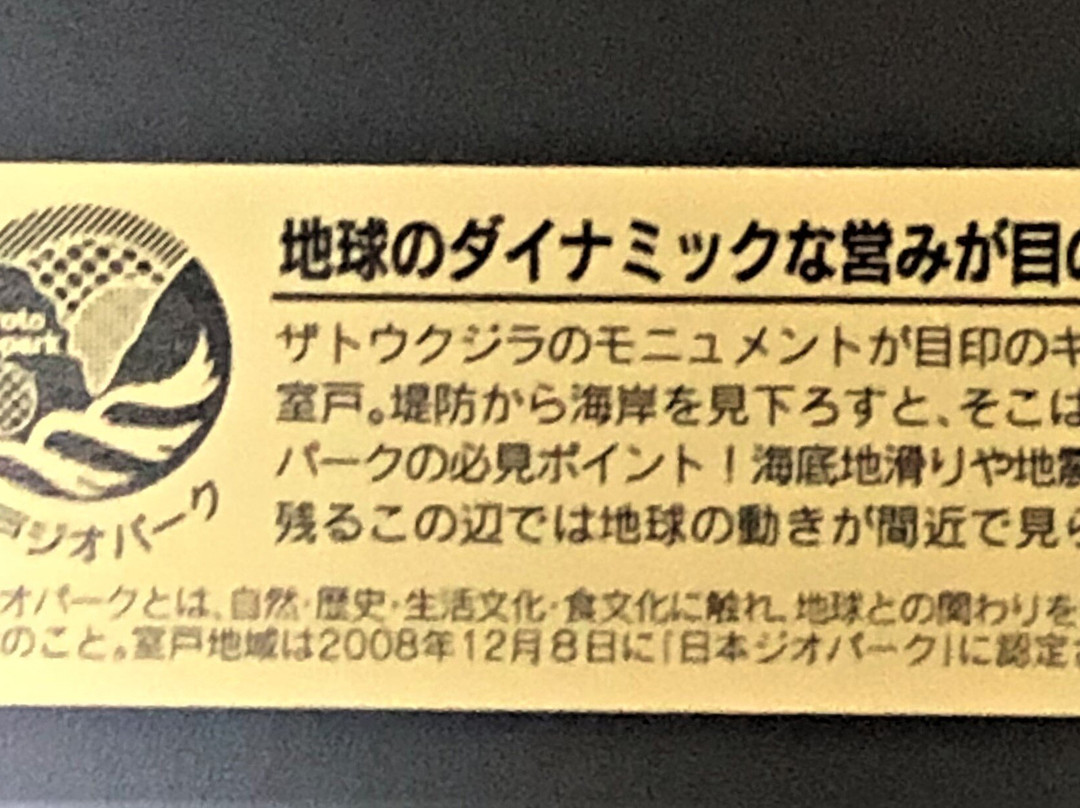 oto
park
ジオパーク
地球のダイナミックな営みが目の
ザトウクジラのモニュメントが目印のキ
室戸。堤防から海岸を見下ろすと、そこは
パークの必見ポイント！海底地滑りや地震
残るこの辺では地球の動きが間近で見ら
オパークとは、自然・歴史・生活文化・食文化に触れ、地球との関わりを
のこと。室戸地域は2008年12月8日に「日本ジオパーク」に認定さ